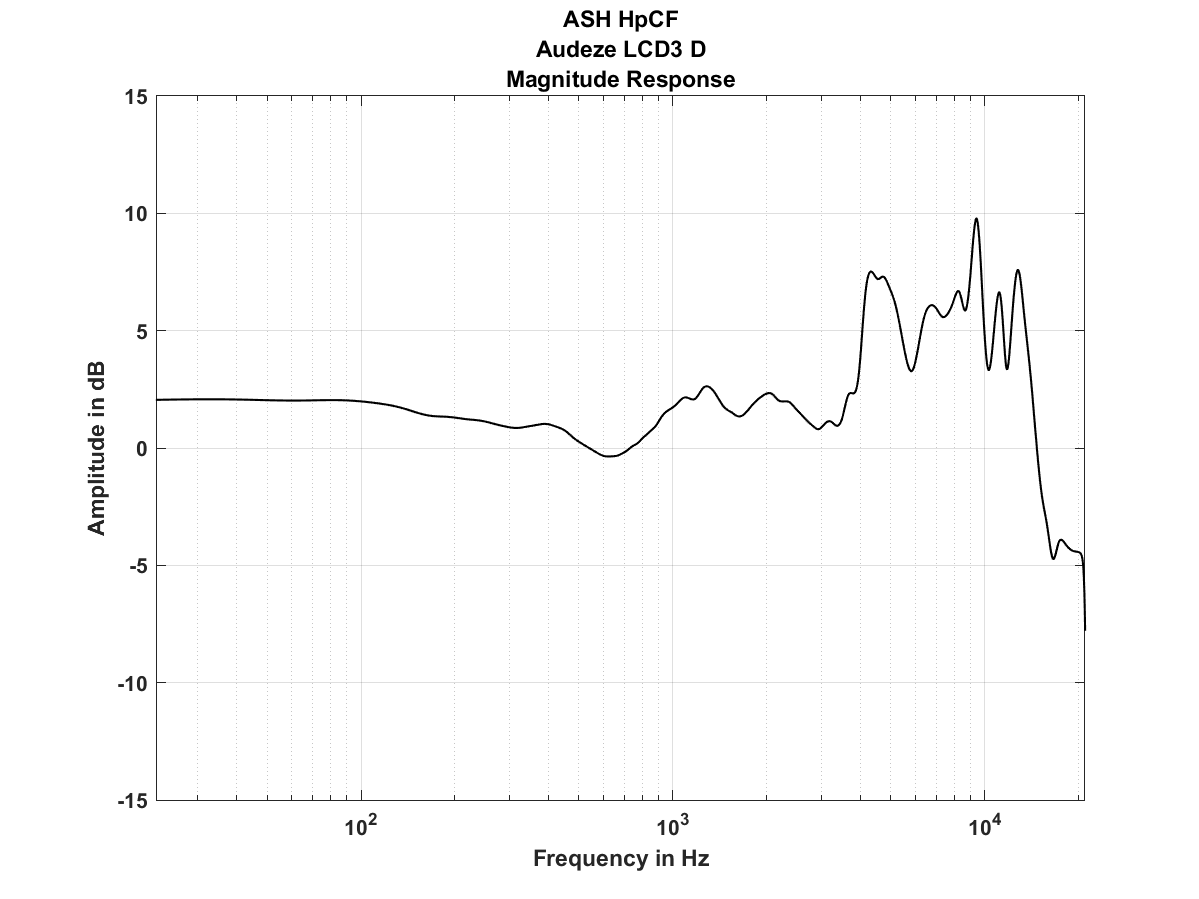 ASH HpCF
Audeze LCD3 D
Magnitude Response
15
10
5
0
-5
-10
-15
Amplitude in dB
10² 10³ 10⁴
Frequency in Hz